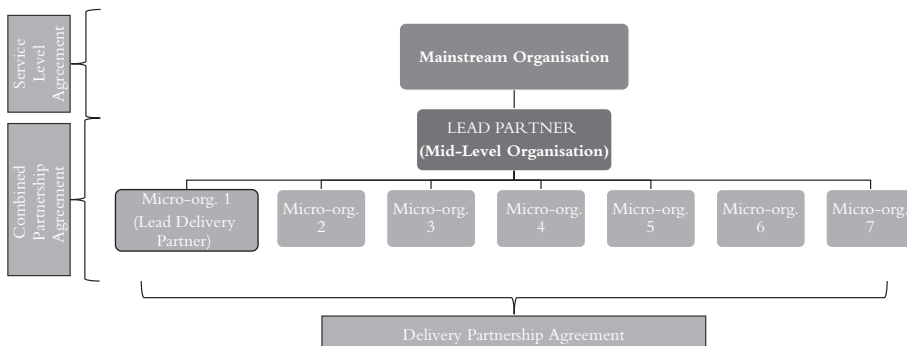 Service
Level
Agreement
Mainstream Organisation
LEAD PARTNER
(Mid-Level Organisation)
Combined
Partnership
Agreement
Micro-org. 1
(Lead Delivery
Partner)
Micro-org.
2
Micro-org.
3
Micro-org.
4
Micro-org.
5
Micro-org.
6
Micro-org.
7
Delivery Partnership Agreement